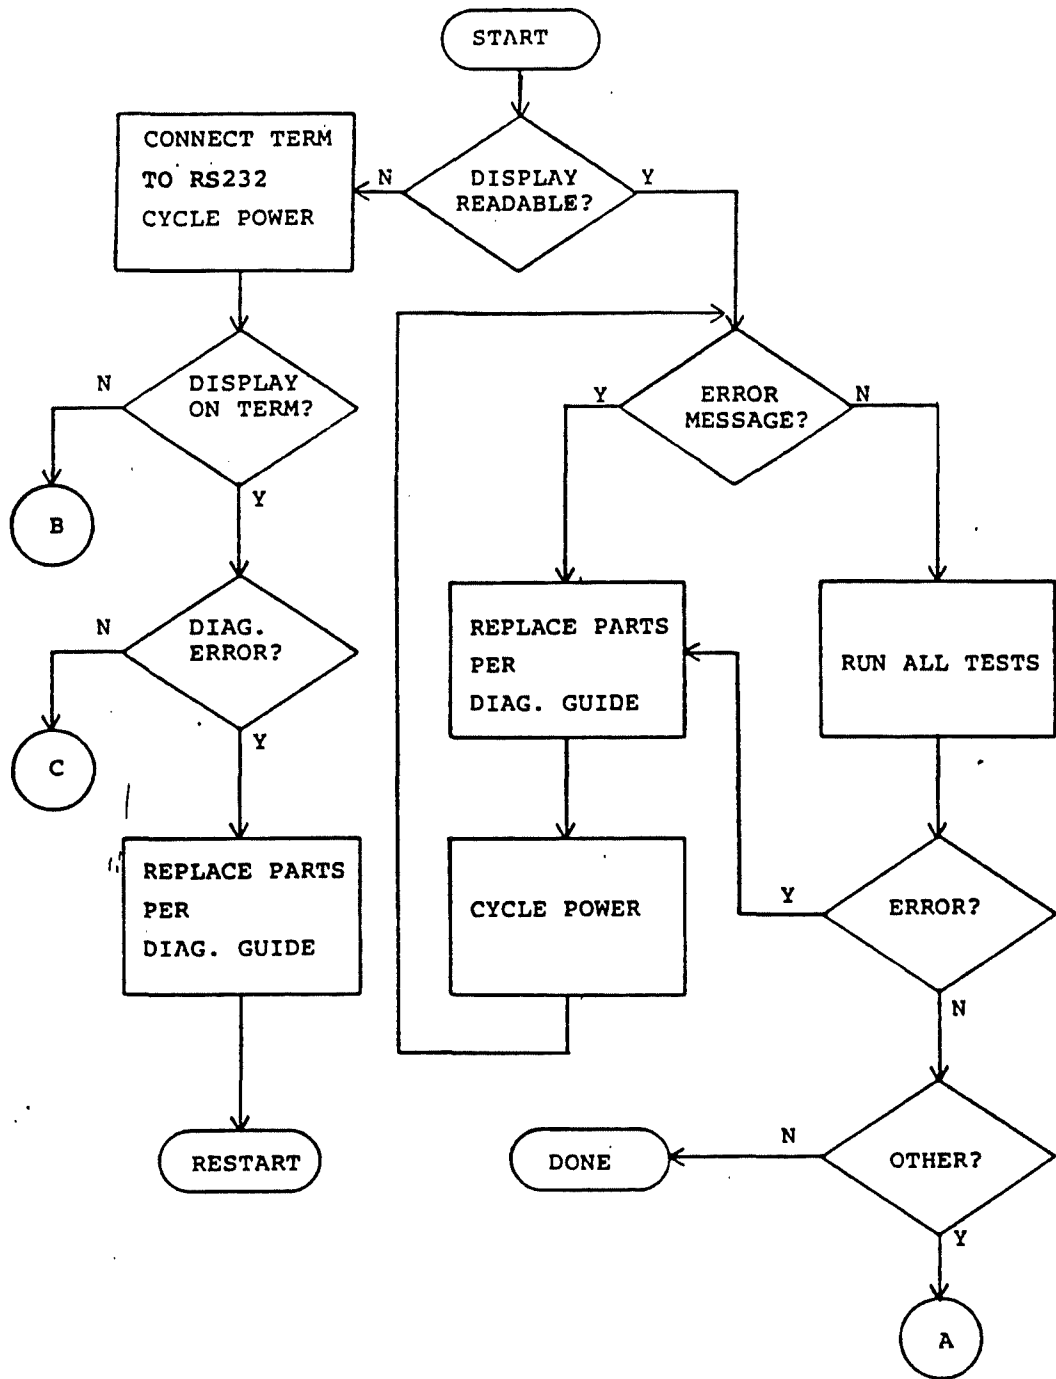 START
CONNECT TERM
TO RS232
CYCLE POWER
N
DISPLAY
READABLE?
Y
N
DISPLAY
ON TERM?
Y
B
Y
ERROR
MESSAGE?
N
N
DIAG.
ERROR?
Y
C
REPLACE PARTS
PER
DIAG. GUIDE
RUN ALL TESTS
REPLACE PARTS
PER
DIAG. GUIDE
CYCLE POWER
Y
ERROR?
N
RESTART
DONE
N
OTHER?
Y
A